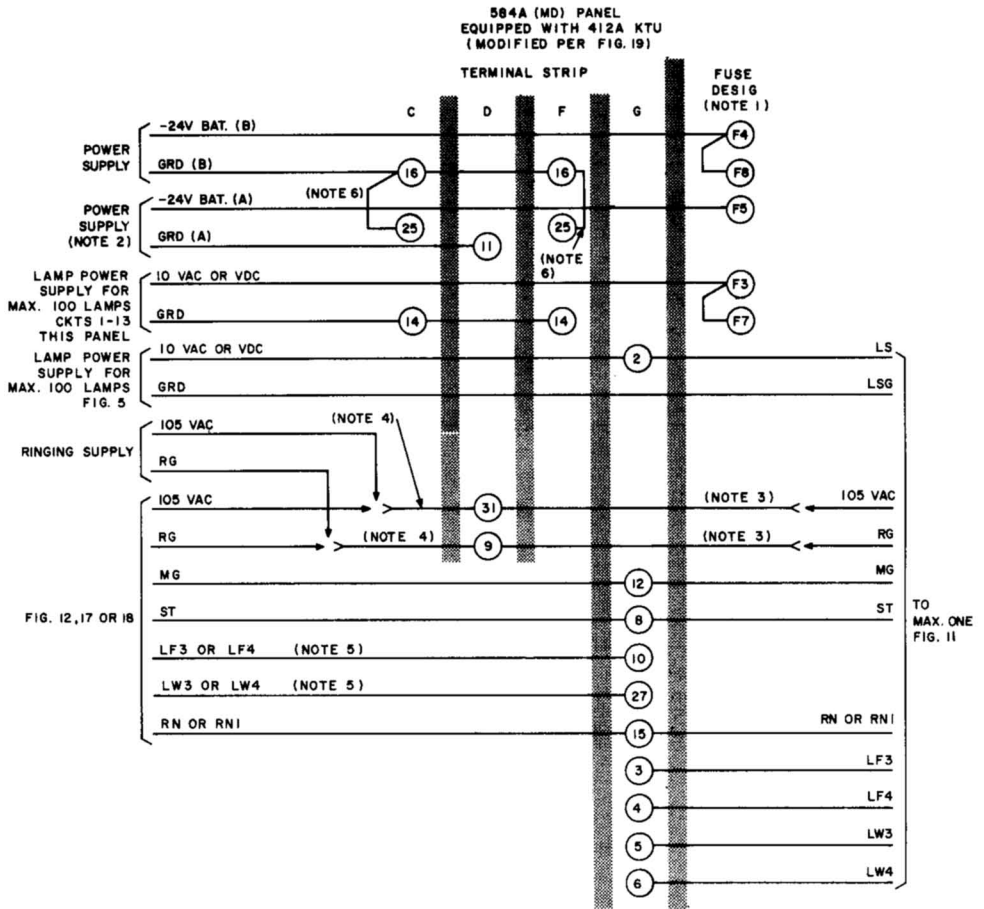 584A (MD) PANEL
EQUIPPED WITH 412A KTU
(MODIFIED PER FIG. 19)
TERMINAL STRIP
FUSE
DESIG
(NOTE 1)
C D F G
POWER
SUPPLY
-24V BAT. (B)
F4
GRD (B)
16
16
F8
(NOTE 6)
POWER
SUPPLY
(NOTE 2)
-24V BAT. (A)
F5
25
25
GRD (A)
11
(NOTE
6)
LAMP POWER
SUPPLY FOR
MAX. 100 LAMPS
CKTS 1-13
THIS PANEL
10 VAC OR VDC
F3
GRD
14
14
F7
LAMP POWER
SUPPLY FOR
MAX. 100 LAMPS
FIG. 5
10 VAC OR VDC
2
LS
GRD
LSG
RINGING SUPPLY
105 VAC
(NOTE 4)
RG
FIG. 12, 17 OR 18
105 VAC
31
(NOTE 3)
105 VAC
RG
(NOTE 4)
9
(NOTE 3)
RG
MG
12
MG
ST
8
ST
TO
MAX. ONE
FIG. 11
LF3 OR LF4 (NOTE 5)
10
LW3 OR LW4 (NOTE 5)
27
RN OR RN1
15
RN OR RN1
3
LF3
4
LF4
5
LW3
6
LW4